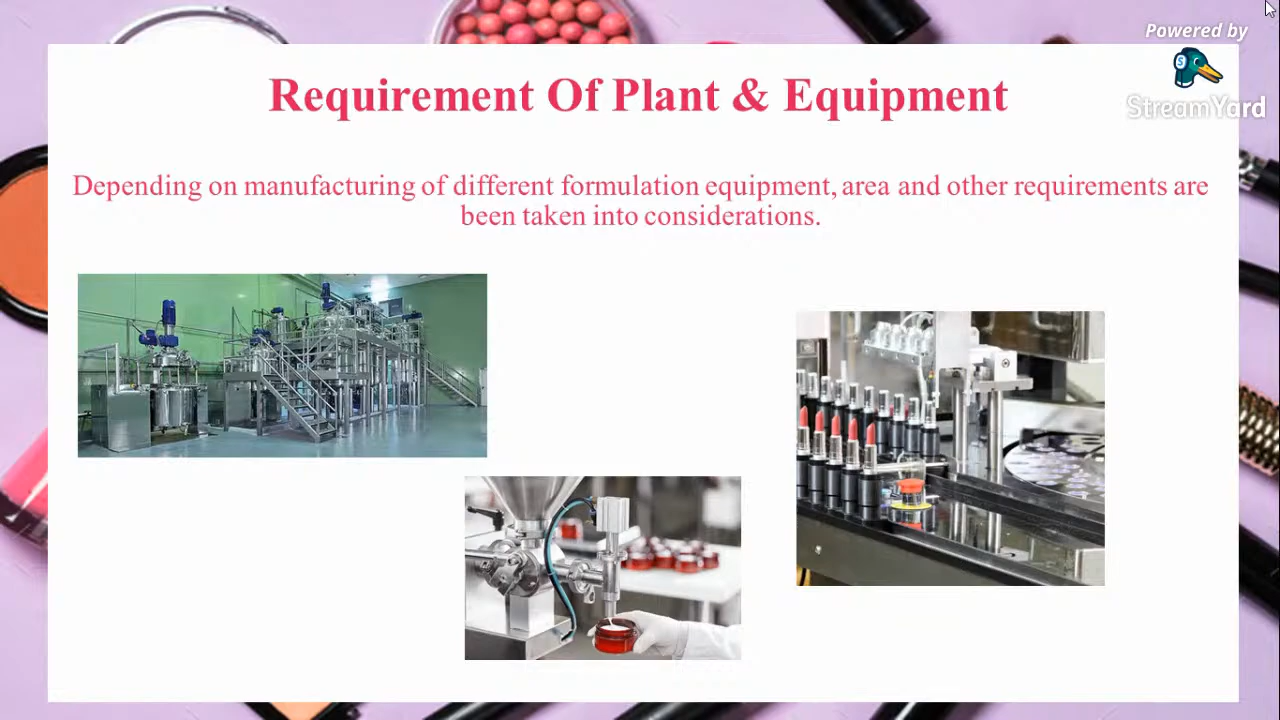 Powered by
StreamYard
Requirement Of Plant & Equipment
Depending on manufacturing of different formulation equipment, area and other requirements are
been taken into considerations.